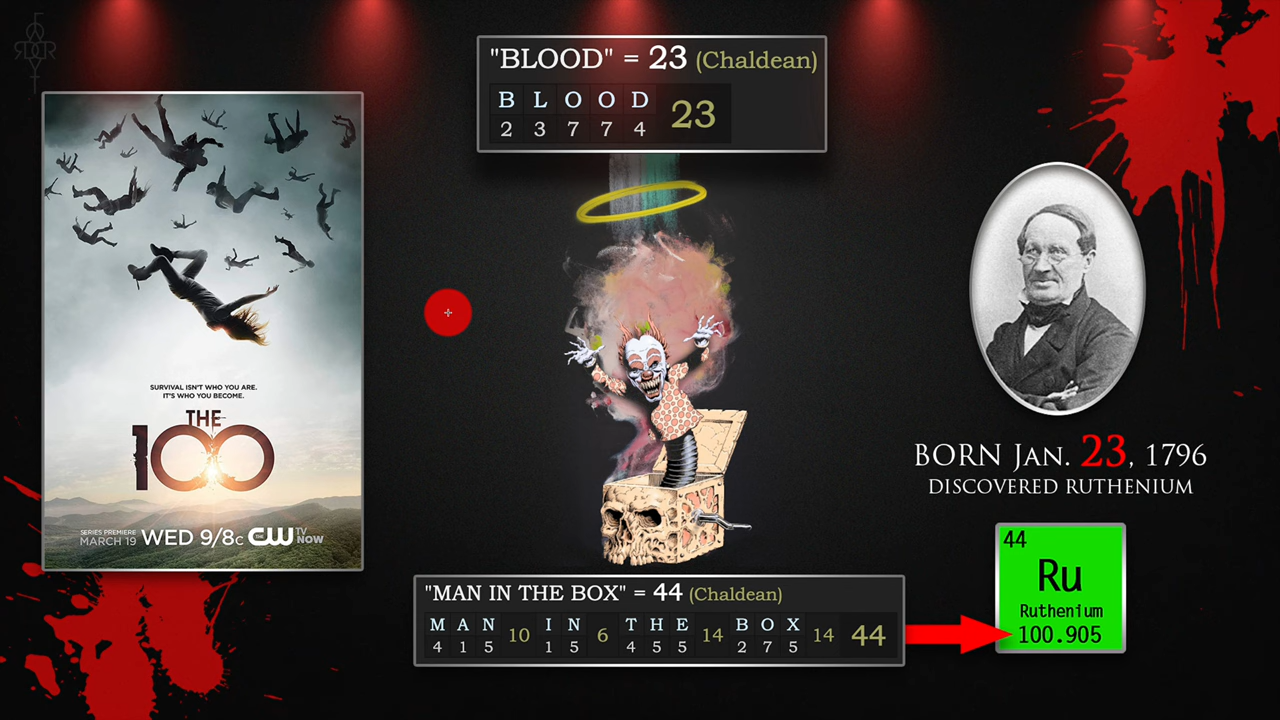 "BLOOD" = 23 (Chaldean)
B L O O D
2 3 7 7 4 23
SURVIVAL ISN'T WHO YOU ARE.
IT'S WHO YOU BECOME.
THE
100
SERIES PREMIERE
MARCH 19 WED 9/8c CW TV NOW
BORN JAN. 23, 1796
DISCOVERED RUTHENIUM
44
Ru
Ruthenium
100.905
"MAN IN THE BOX" = 44 (Chaldean)
M A N I N T H E B O X
4 1 5 10 1 5 6 4 5 5 14 2 7 5 14 44